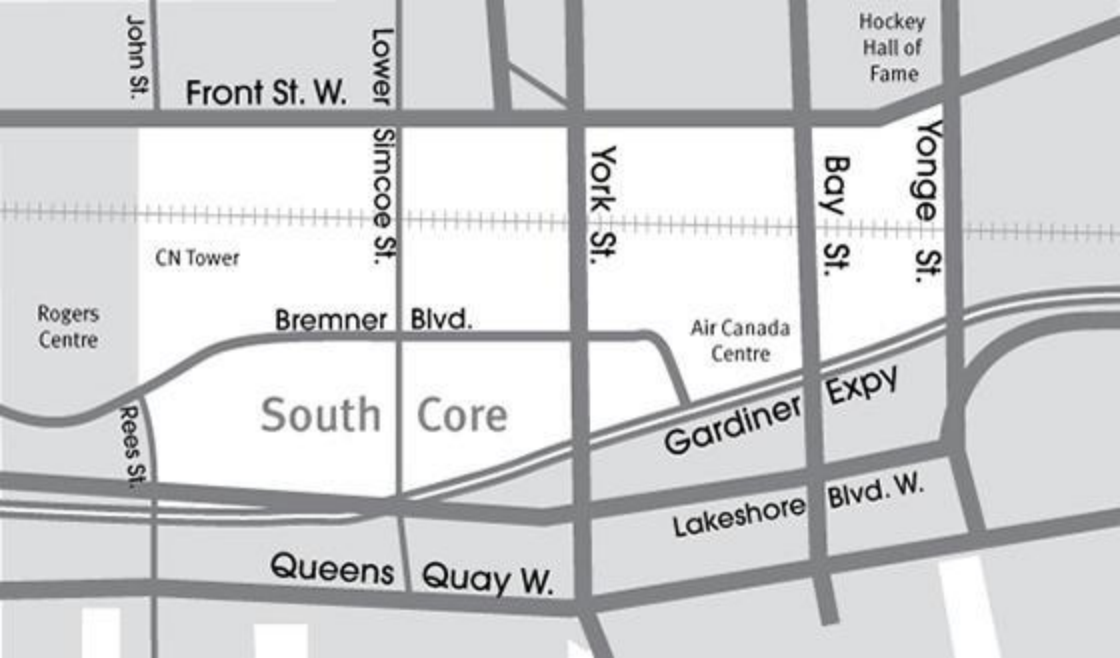 John St.
Lower Simcoe St.
Hockey
Hall of
Fame
Front St. W.
York St.
Bay St.
Yonge St.
CN Tower
Rogers
Centre
Bremner Blvd.
Air Canada
Centre
South Core
Rees St.
Gardiner Expy
Lakeshore Blvd. W.
Queens Quay W.